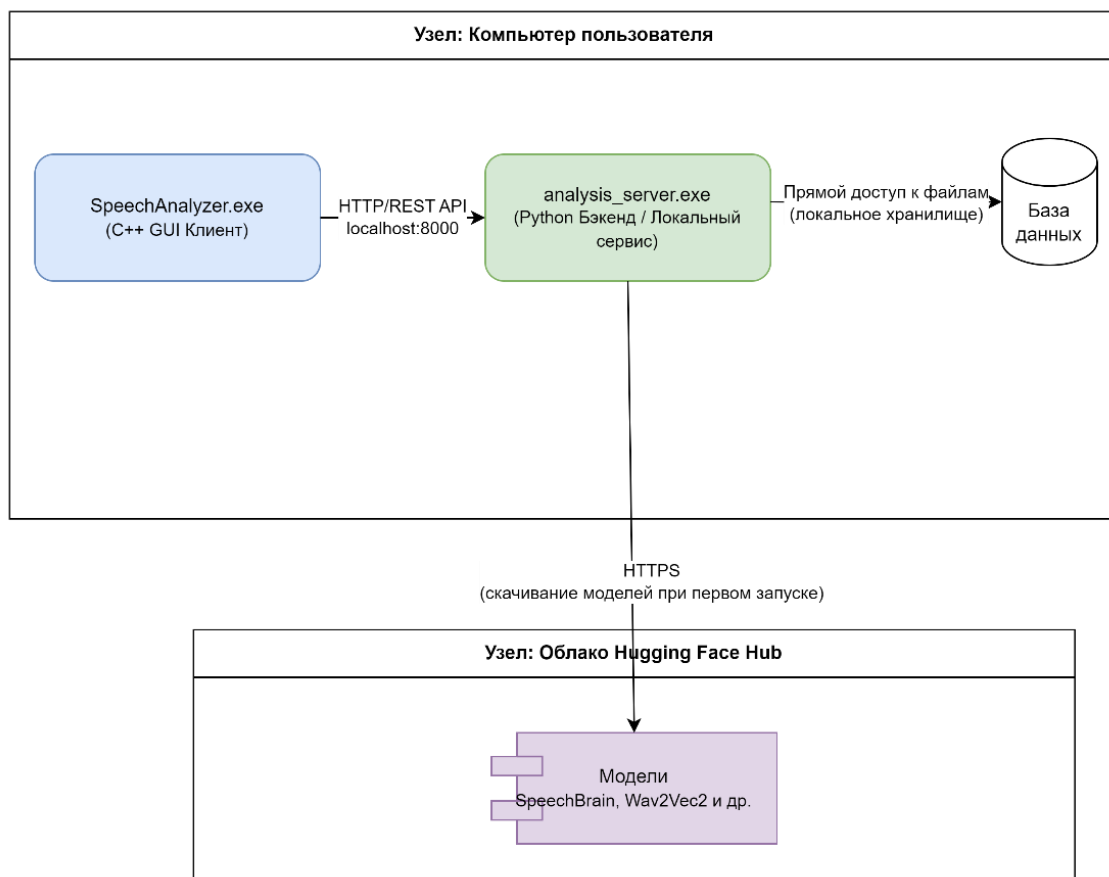 Узел: Компьютер пользователя
SpeechAnalyzer.exe
(C++ GUI Клиент)
HTTP/REST API
localhost:8000
analysis_server.exe
(Python Бэкенд / Локальный
сервис)
Прямой доступ к файлам
(локальное хранилище)
База
данных
HTTPS
(скачивание моделей при первом запуске)
Узел: Облако Hugging Face Hub
Модели
SpeechBrain, Wav2Vec2 и др.